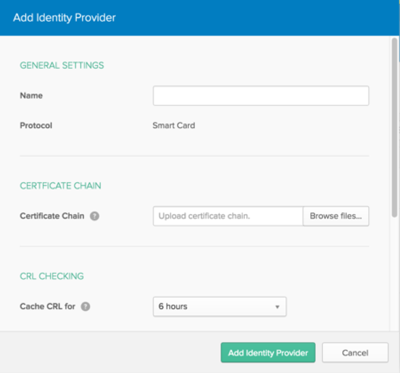 Add Identity Provider
GENERAL SETTINGS
Name
Protocol Smart Card
CERTFICATE CHAIN
Certificate Chain ? Upload certificate chain. Browse files...
CRL CHECKING
Cache CRL for ? 6 hours
Add Identity Provider Cancel